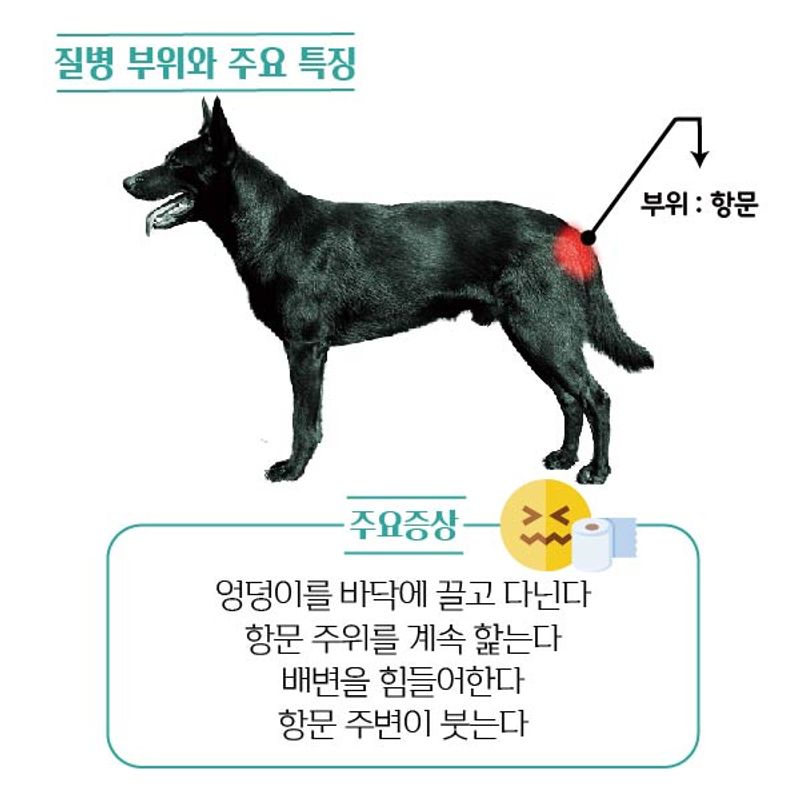 질병 부위와 주요 특징
부위 : 항문
주요증상
엉덩이를 바닥에 끌고 다닌다
항문 주위를 계속 핥는다
배변을 힘들어한다
항문 주변이 붓는다